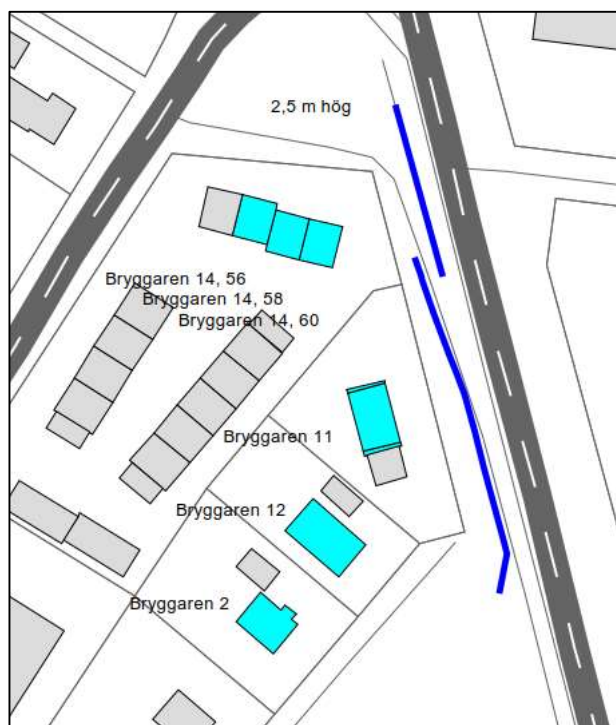 2,5 m hög
Bryggaren 14, 56
Bryggaren 14, 58
Bryggaren 14, 60
Bryggaren 11
Bryggaren 12
Bryggaren 2